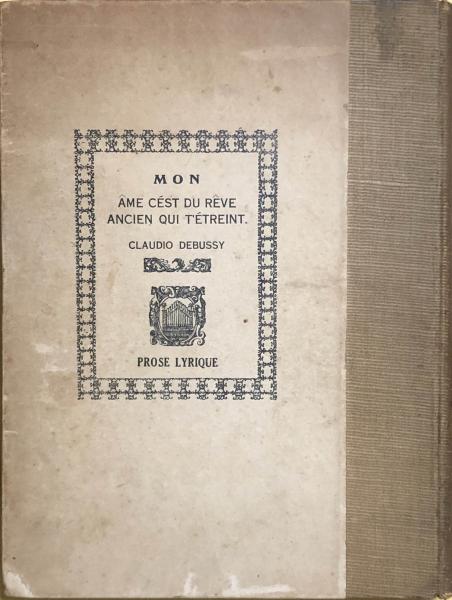 MON
ÂME CÉST DU RÊVE
ANCIEN QUI T'ÉTREINT.
CLAUDIO DEBUSSY
PROSE LYRIQUE